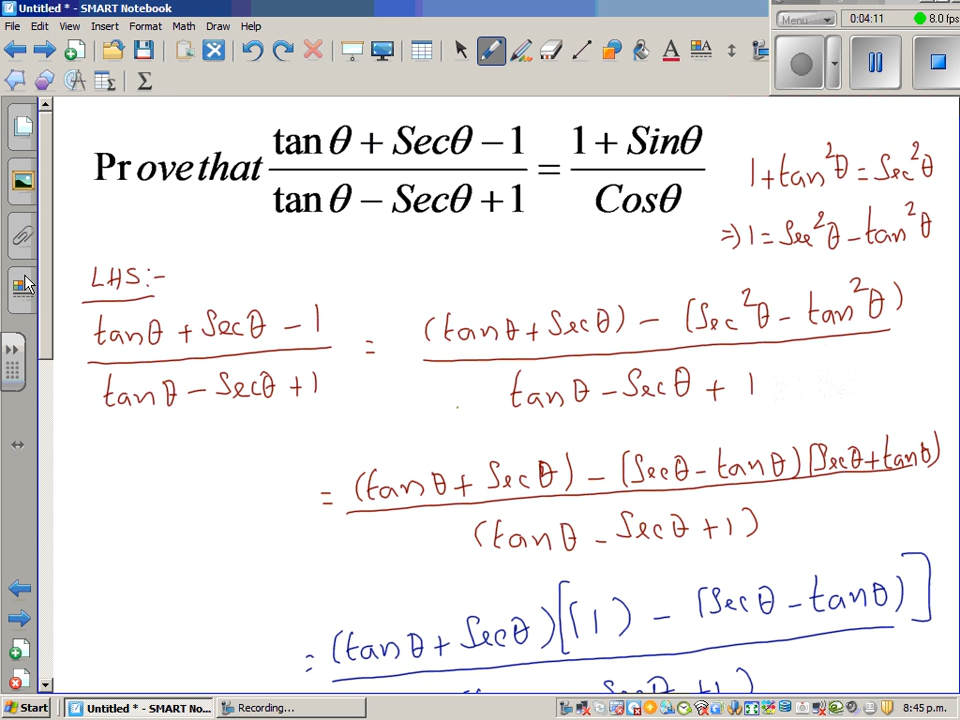 Untitled * - SMART Notebook
File Edit View Insert Format Math Draw Help
Menu 0:04:11 8.0 fps
Prove that tan θ + Secθ − 1 / tan θ − Secθ + 1 = 1 + Sinθ / Cosθ
1 + tan²θ = Sec²θ
⇒ 1 = Sec²θ − tan²θ
LHS:-
tanθ + Secθ − 1 / tanθ − Secθ + 1 = (tanθ + Secθ) − (Sec²θ − tan²θ) / tanθ − Secθ + 1
= (tanθ + Secθ) − (Secθ − tanθ)(Secθ + tanθ) / (tanθ − Secθ + 1)
= (tanθ + Secθ)[(1) − (Secθ − tanθ)]
Start Untitled * - SMART No... Recording... 8:45 p.m.